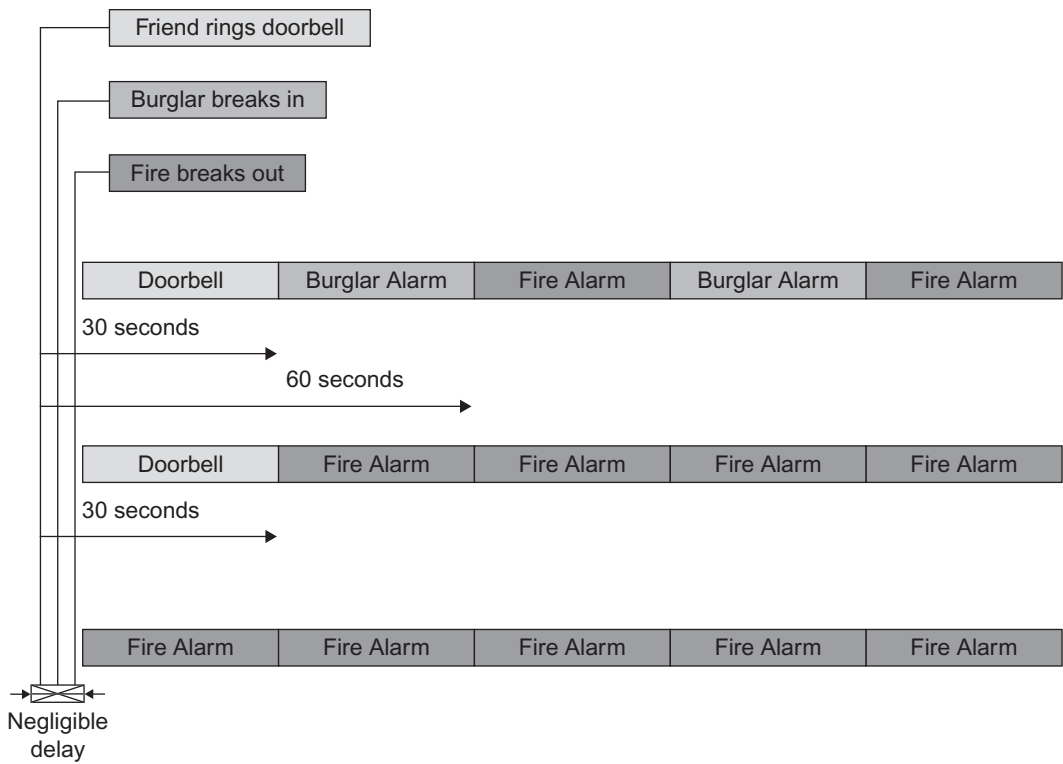 Friend rings doorbell
Burglar breaks in
Fire breaks out
Doorbell Burglar Alarm Fire Alarm Burglar Alarm Fire Alarm
30 seconds
60 seconds
Doorbell Fire Alarm Fire Alarm Fire Alarm Fire Alarm
30 seconds
Fire Alarm Fire Alarm Fire Alarm Fire Alarm Fire Alarm
Negligible
delay